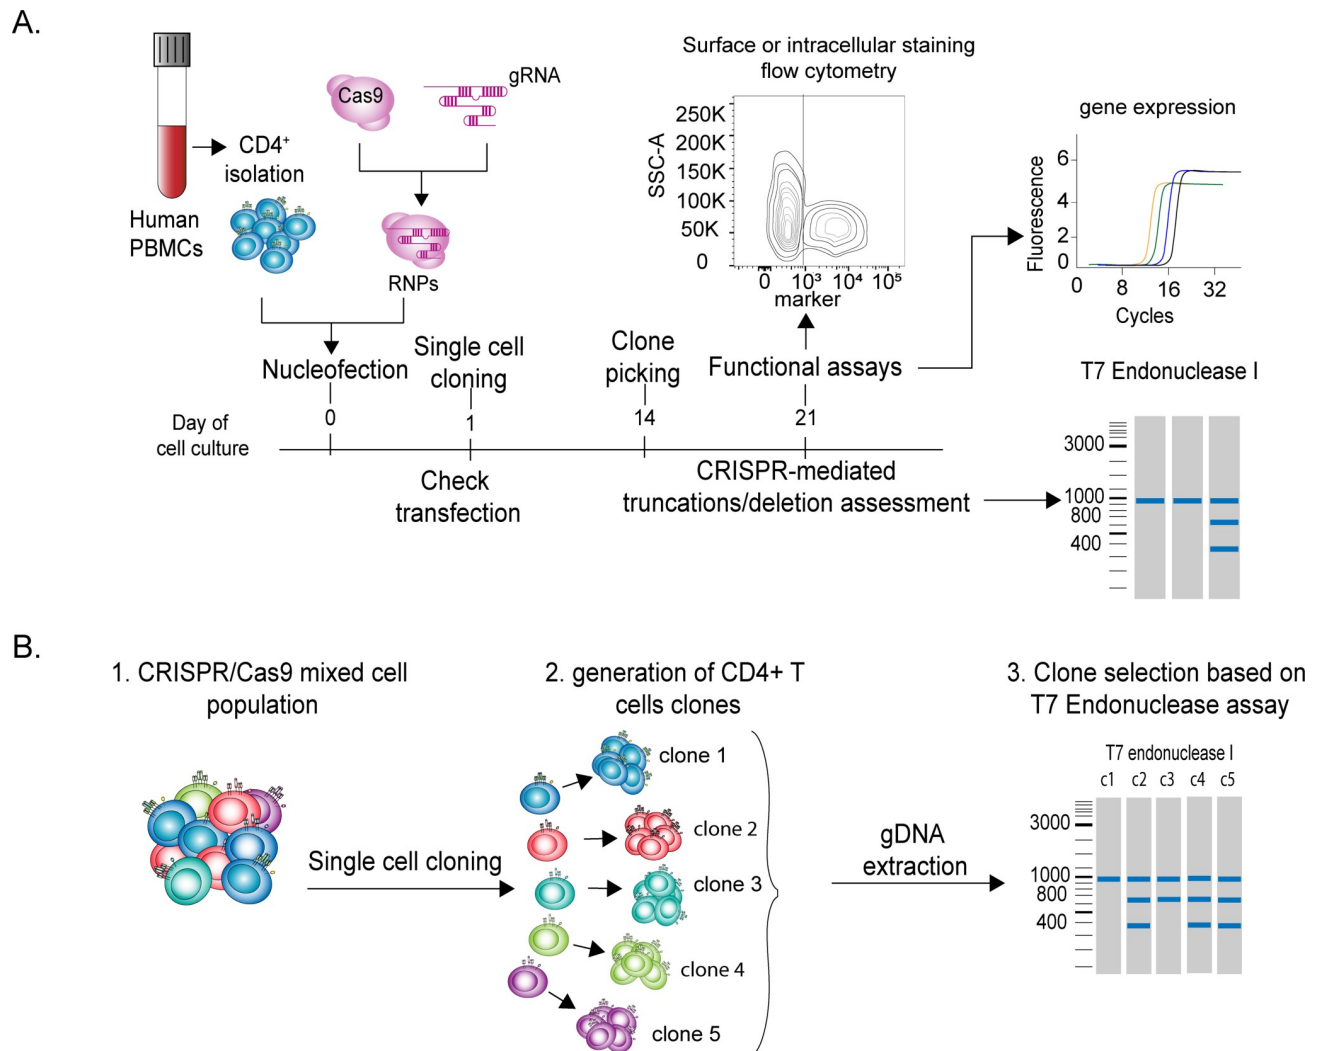 A.
Human
PBMCs
CD4+
isolation
Cas9
gRNA
RNPs
Surface or intracellular staining
flow cytometry
SSC-A
250K
200K
150K
100K
50K
0
0 10³ 10⁴ 10⁵
marker
gene expression
Fluorescence
6
4
2
0
0 8 16 32
Cycles
Nucleofection
Single cell
cloning
Clone
picking
Functional assays
Day of
cell culture
0 1 14 21
Check
transfection
CRISPR-mediated
truncations/deletion assessment
T7 Endonuclease I
3000
1000
800
400
B.
1. CRISPR/Cas9 mixed cell
population
Single cell cloning
2. generation of CD4+ T
cells clones
clone 1
clone 2
clone 3
clone 4
clone 5
gDNA
extraction
3. Clone selection based on
T7 Endonuclease assay
T7 endonuclease I
c1 c2 c3 c4 c5
3000
1000
800
400